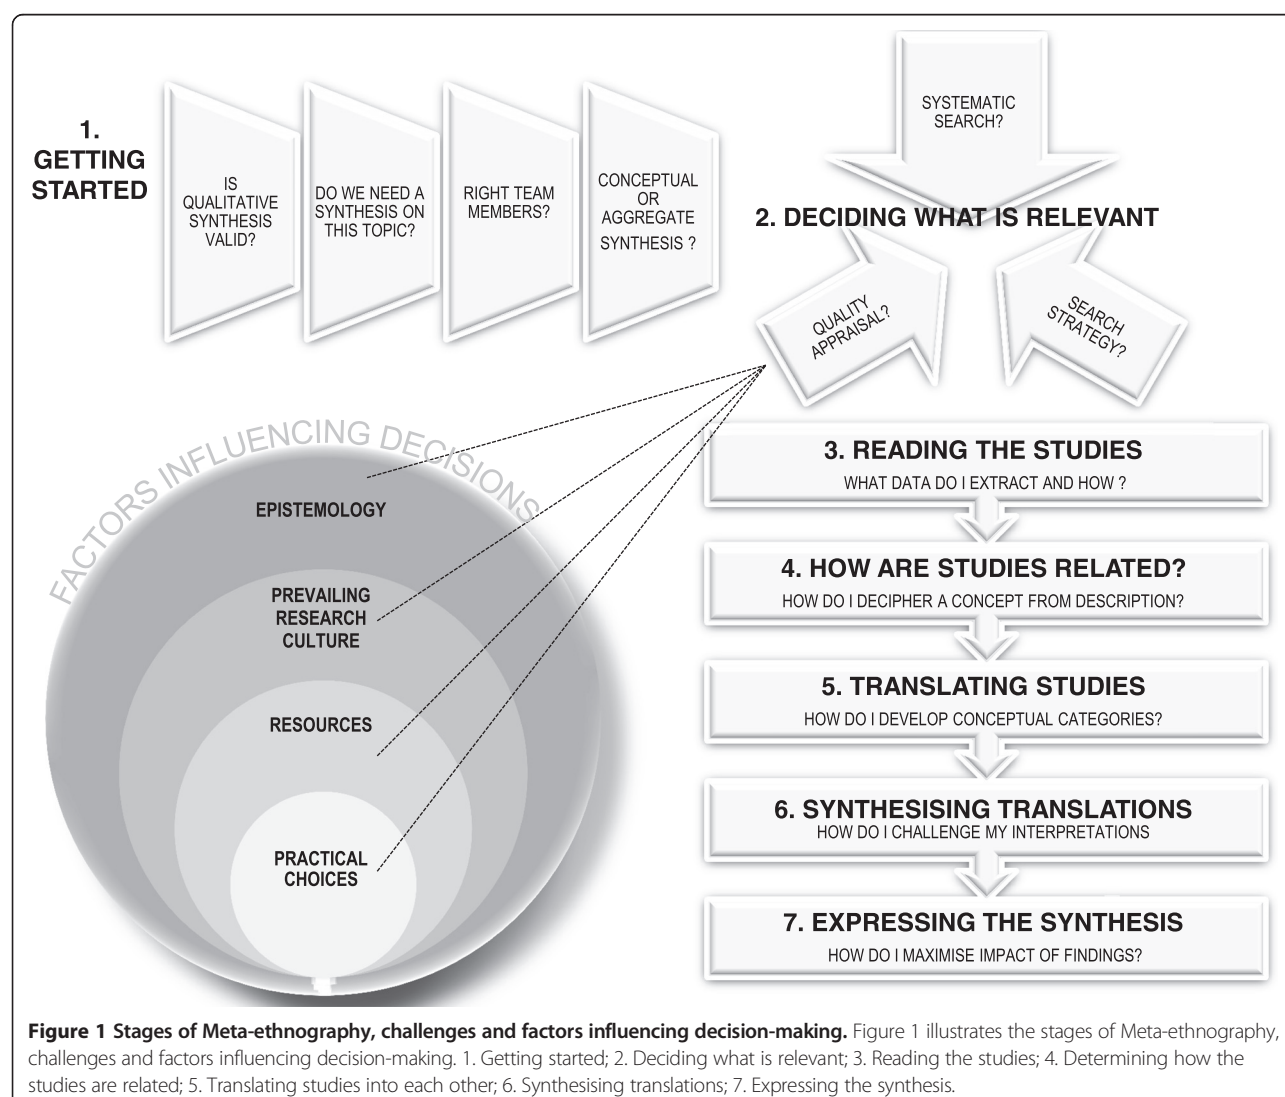 1.
GETTING
STARTED
IS
QUALITATIVE
SYNTHESIS
VALID?
DO WE NEED A
SYNTHESIS ON
THIS TOPIC?
RIGHT TEAM
MEMBERS?
CONCEPTUAL
OR
AGGREGATE
SYNTHESIS ?
SYSTEMATIC
SEARCH?
2. DECIDING WHAT IS RELEVANT
QUALITY
APPRAISAL?
SEARCH
STRATEGY?
FACTORS INFLUENCING DECISIONS
EPISTEMOLOGY
PREVAILING
RESEARCH
CULTURE
RESOURCES
PRACTICAL
CHOICES
3. READING THE STUDIES
WHAT DATA DO I EXTRACT AND HOW ?
4. HOW ARE STUDIES RELATED?
HOW DO I DECIPHER A CONCEPT FROM DESCRIPTION?
5. TRANSLATING STUDIES
HOW DO I DEVELOP CONCEPTUAL CATEGORIES?
6. SYNTHESISING TRANSLATIONS
HOW DO I CHALLENGE MY INTERPRETATIONS
7. EXPRESSING THE SYNTHESIS
HOW DO I MAXIMISE IMPACT OF FINDINGS?
Figure 1 Stages of Meta-ethnography, challenges and factors influencing decision-making. Figure 1 illustrates the stages of Meta-ethnography,
challenges and factors influencing decision-making. 1. Getting started; 2. Deciding what is relevant; 3. Reading the studies; 4. Determining how the
studies are related; 5. Translating studies into each other; 6. Synthesising translations; 7. Expressing the synthesis.